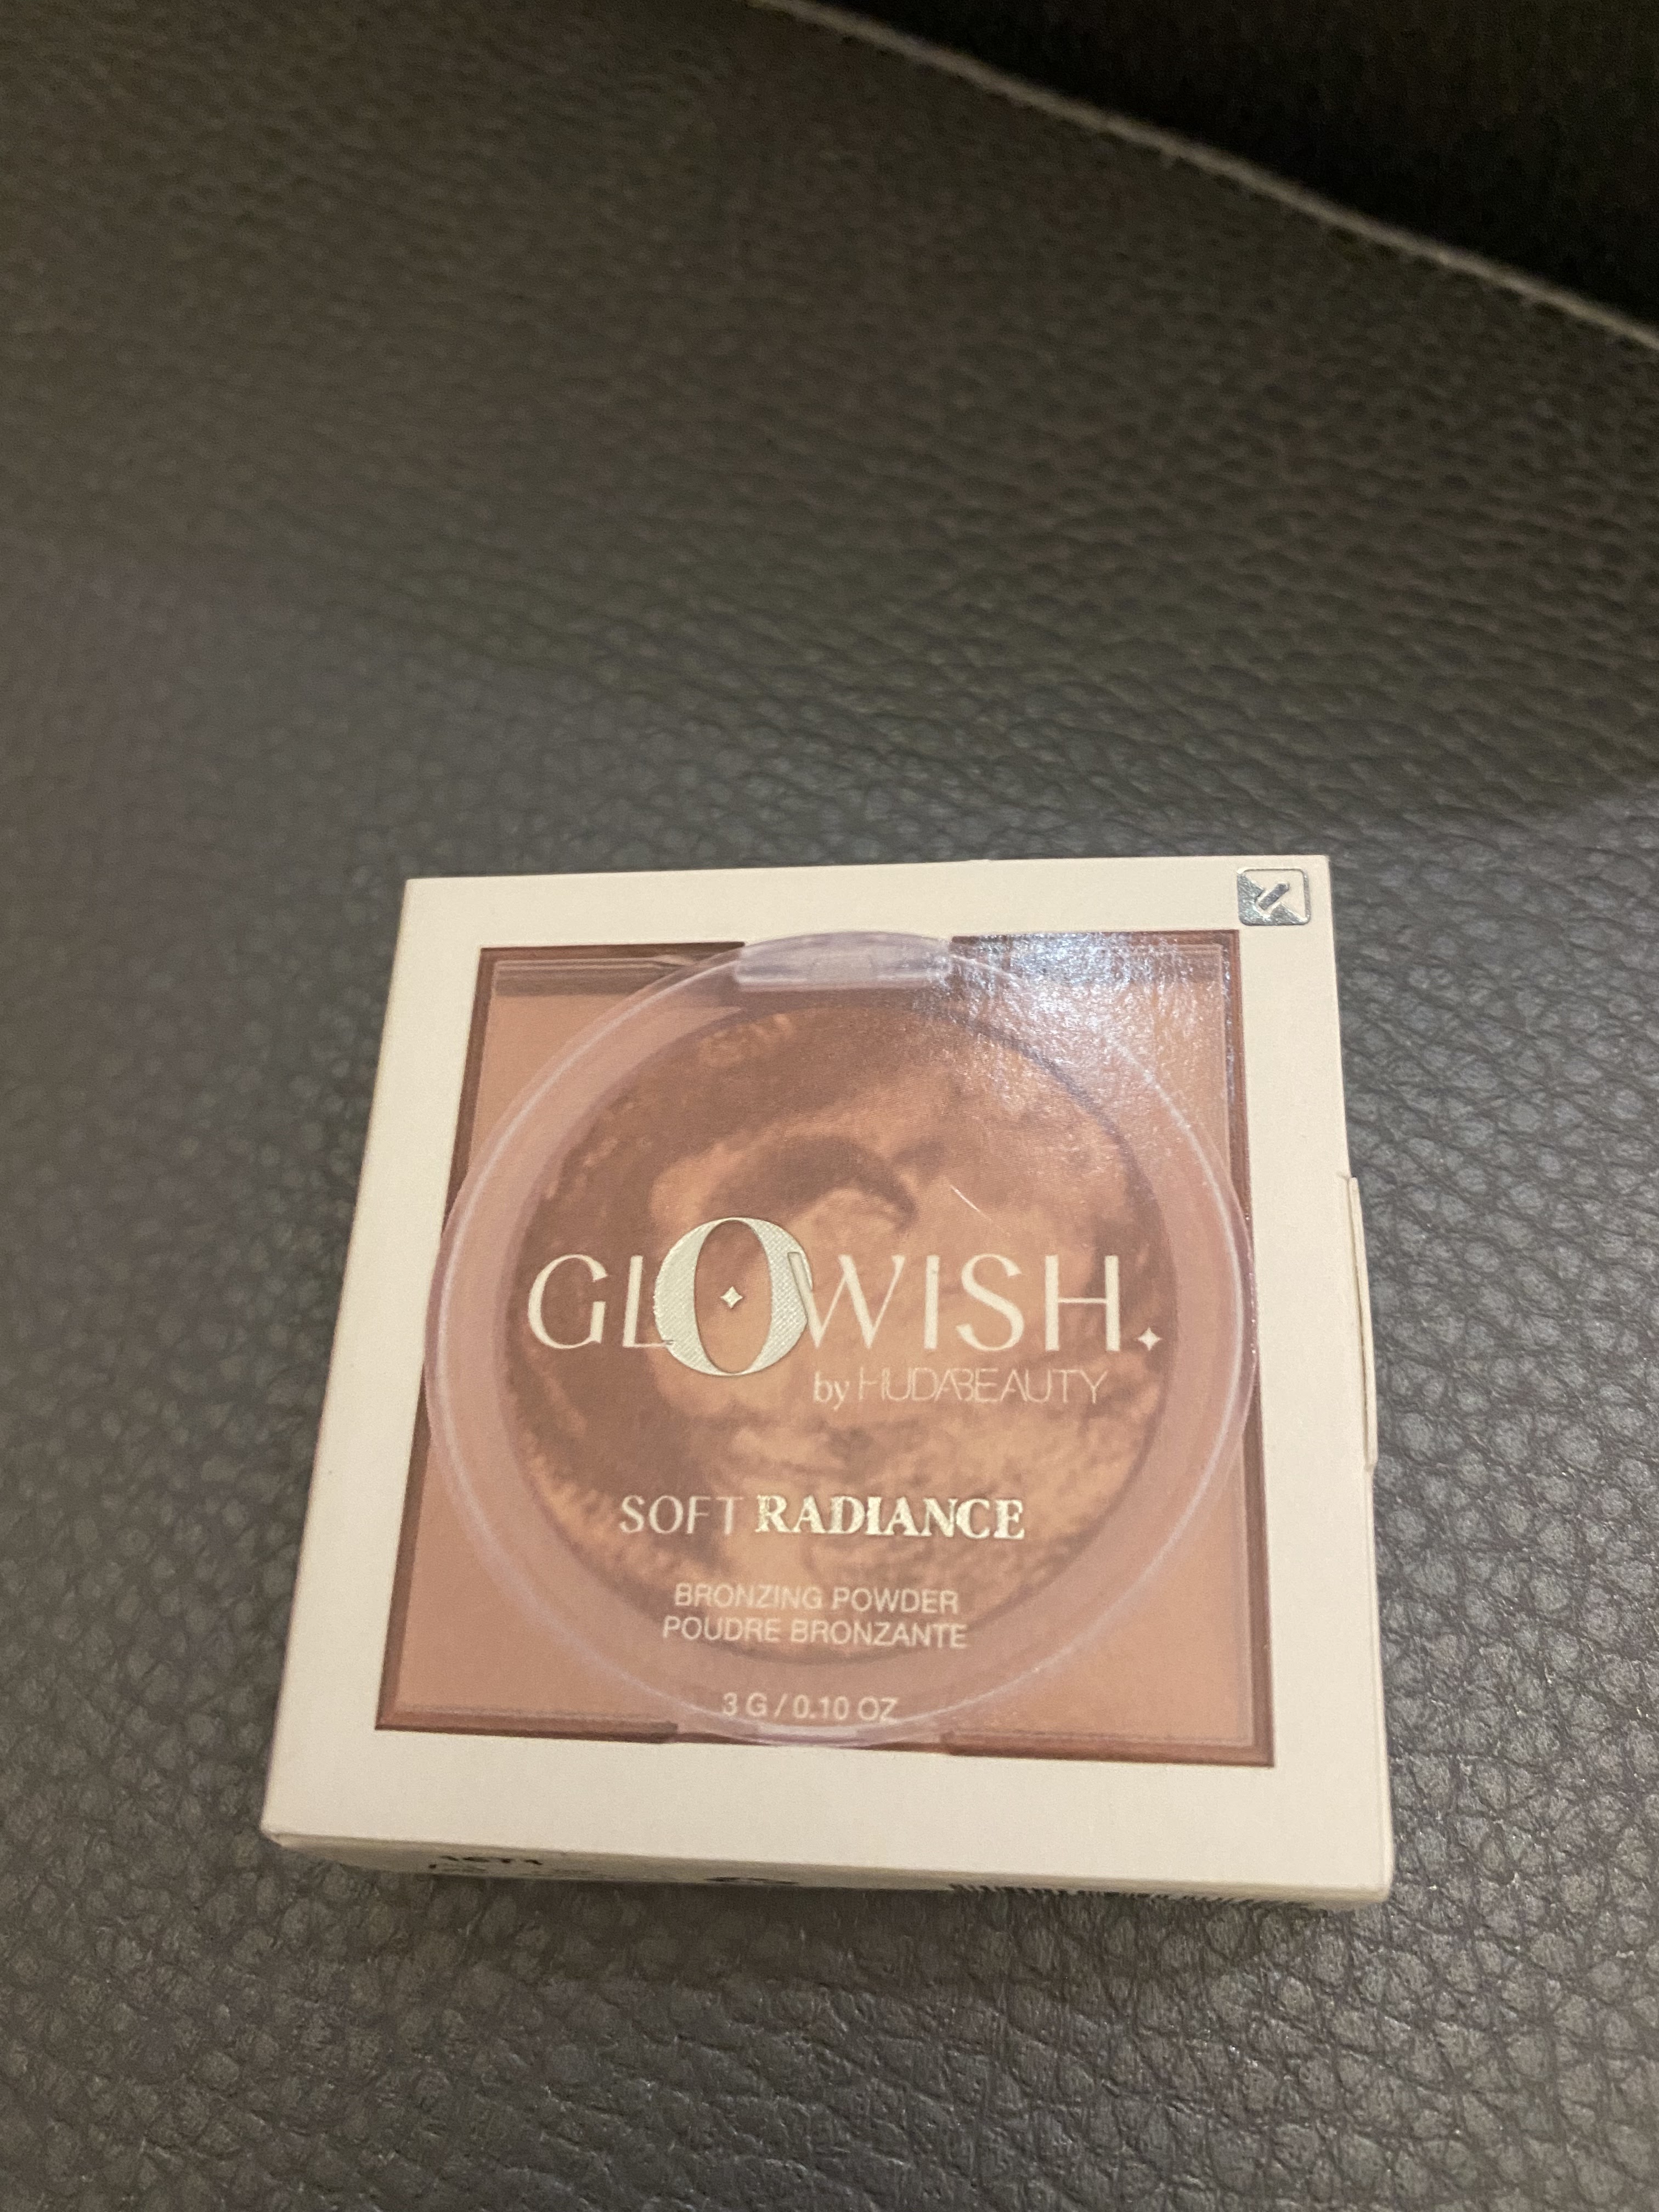 GLOWISH.
by HUDABEAUTY
SOFT RADIANCE
BRONZING POWDER
POUDRE BRONZANTE
3 G / 0.10 OZ